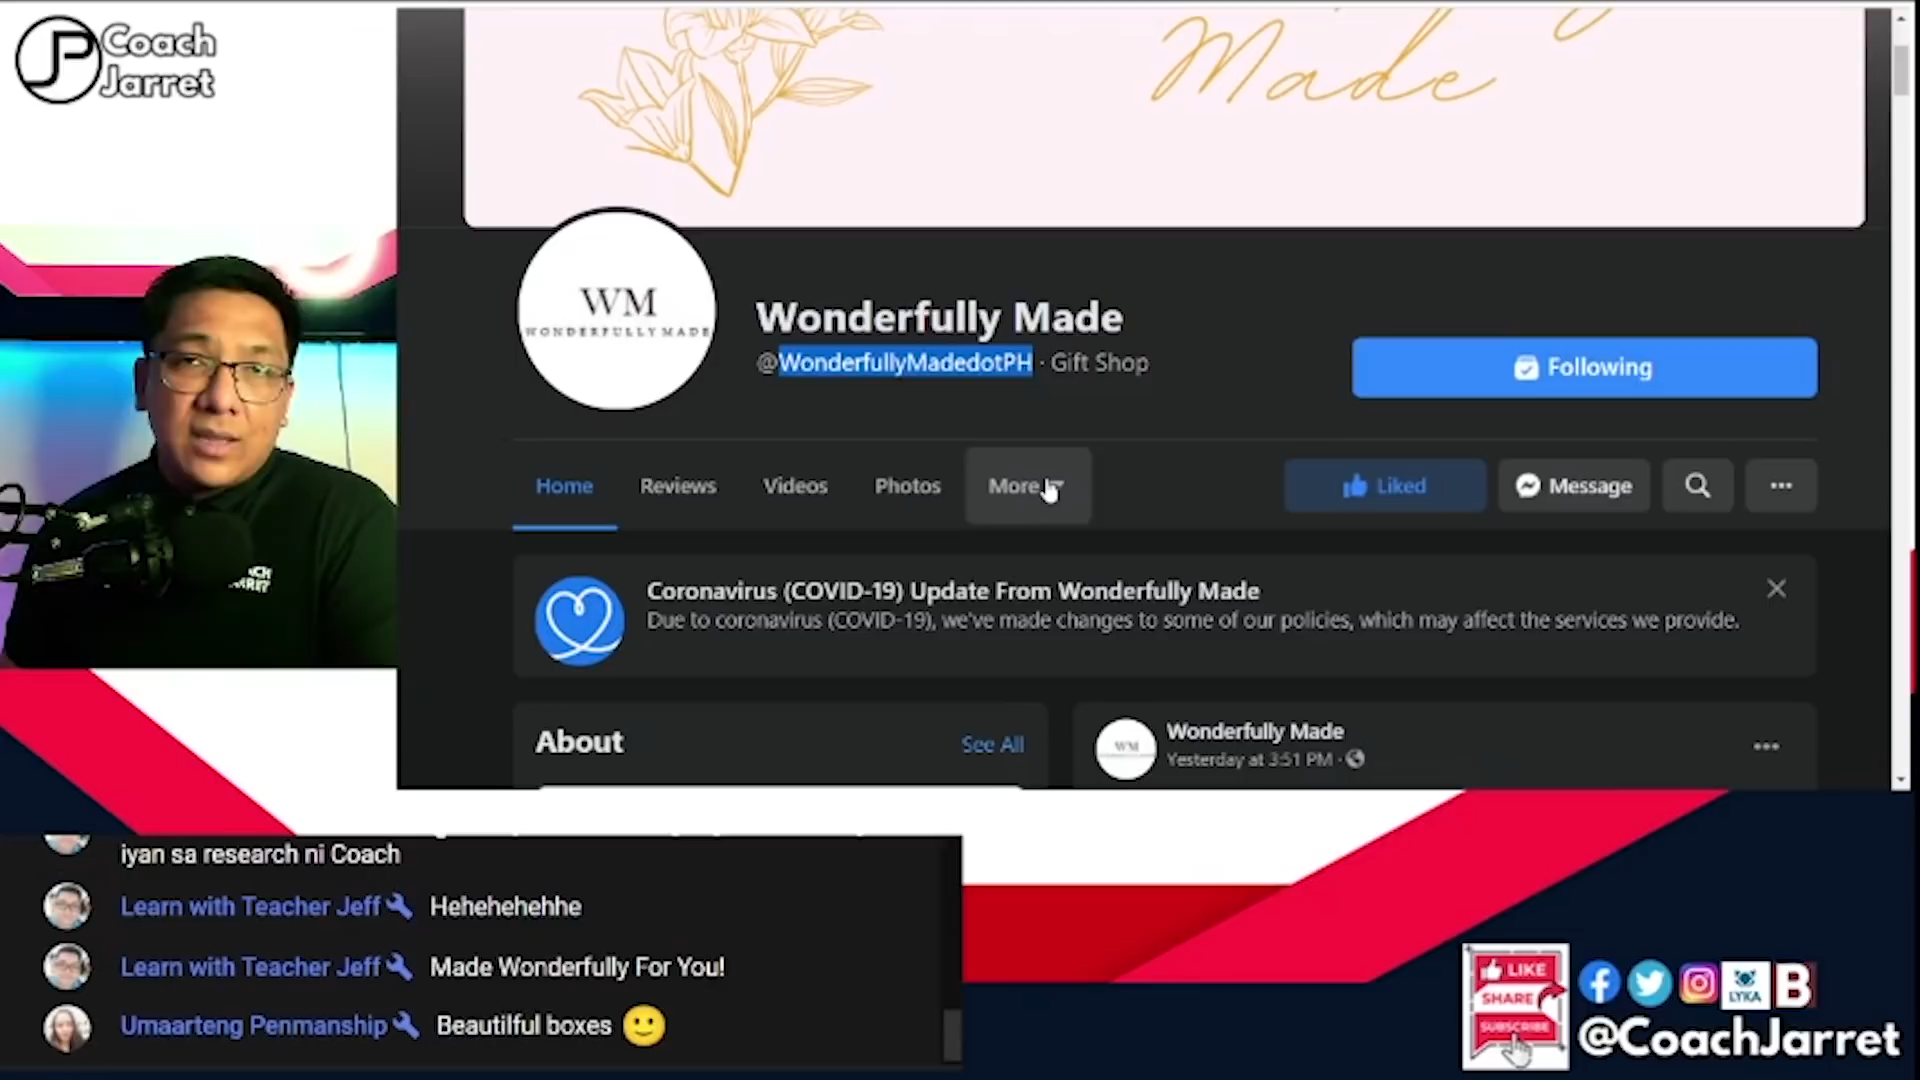 Coach
Jarret
Made
WM
WONDERFULLY MADE
Wonderfully Made
@WonderfullyMadedotPH · Gift Shop
Following
Home
Reviews
Videos
Photos
More
Liked
Message
Coronavirus (COVID-19) Update From Wonderfully Made
Due to coronavirus (COVID-19), we've made changes to some of our policies, which may affect the services we provide.
About
See All
WM
Wonderfully Made
Yesterday at 3:51 PM ·
iyan sa research ni Coach
Learn with Teacher Jeff Hehehehehhe
Learn with Teacher Jeff Made Wonderfully For You!
Umaarteng Penmanship Beautilful boxes
LIKE
SHARE
SUBSCRIBE
LYKA
B
@CoachJarret